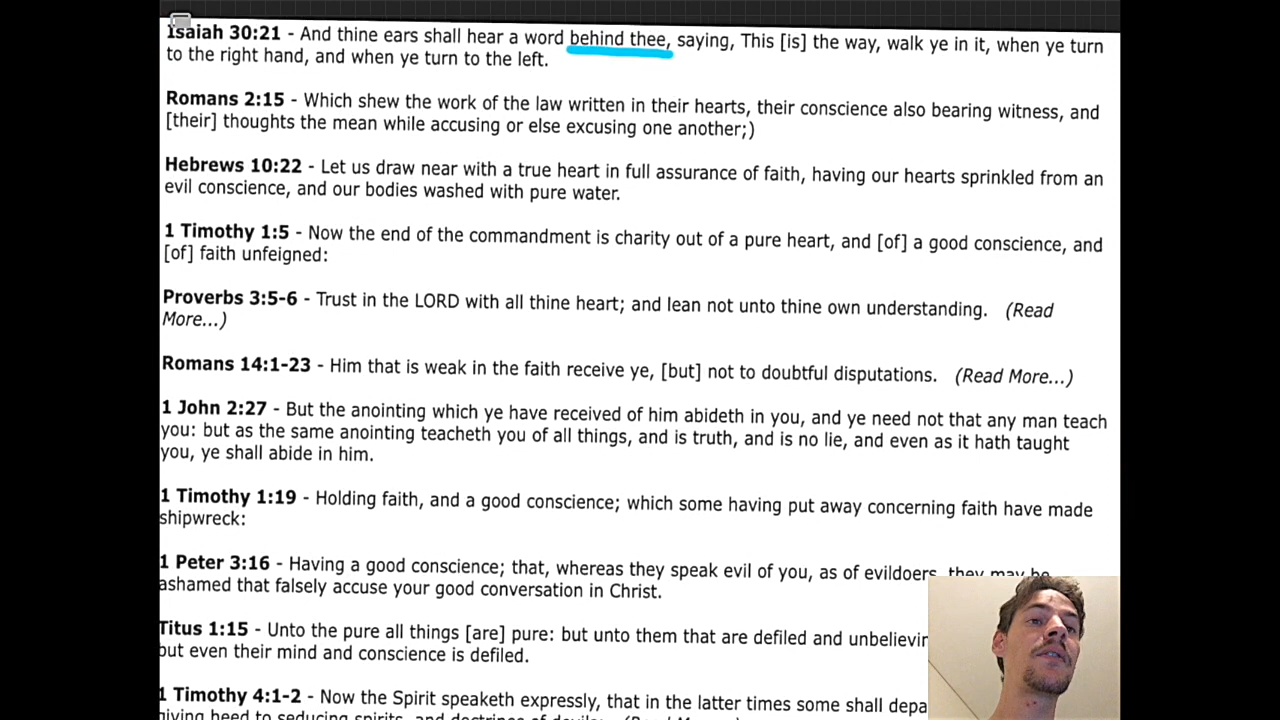 Isaiah 30:21 - And thine ears shall hear a word behind thee, saying, This [is] the way, walk ye in it, when ye turn
to the right hand, and when ye turn to the left.
Romans 2:15 - Which shew the work of the law written in their hearts, their conscience also bearing witness, and
[their] thoughts the mean while accusing or else excusing one another;)
Hebrews 10:22 - Let us draw near with a true heart in full assurance of faith, having our hearts sprinkled from an
evil conscience, and our bodies washed with pure water.
1 Timothy 1:5 - Now the end of the commandment is charity out of a pure heart, and [of] a good conscience, and
[of] faith unfeigned:
Proverbs 3:5-6 - Trust in the LORD with all thine heart; and lean not unto thine own understanding. (Read
More...)
Romans 14:1-23 - Him that is weak in the faith receive ye, [but] not to doubtful disputations. (Read More...)
1 John 2:27 - But the anointing which ye have received of him abideth in you, and ye need not that any man teach
you: but as the same anointing teacheth you of all things, and is truth, and is no lie, and even as it hath taught
you, ye shall abide in him.
1 Timothy 1:19 - Holding faith, and a good conscience; which some having put away concerning faith have made
shipwreck:
1 Peter 3:16 - Having a good conscience; that, whereas they speak evil of you, as of evildoers, they may be
ashamed that falsely accuse your good conversation in Christ.
Titus 1:15 - Unto the pure all things [are] pure: but unto them that are defiled and
but even their mind and conscience is defiled.
1 Timothy 4:1-2 - Now the Spirit speaketh expressly, that in the latter times some shall
giving heed to seducing spirits, and doctrines of devils;